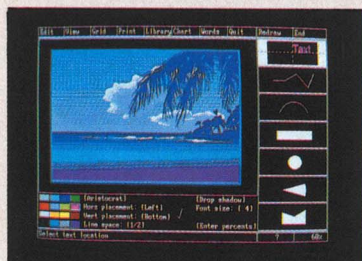 Edit View Grid Print Library Chart Words Quit Redraw End
Text
(Aristocrat) (Drop shadow)
Horz placement: (Left) Font size: [ 4]
Vert placement: (Bottom)
Line space: [1/2] (Enter percents)
Select text location ? 60%